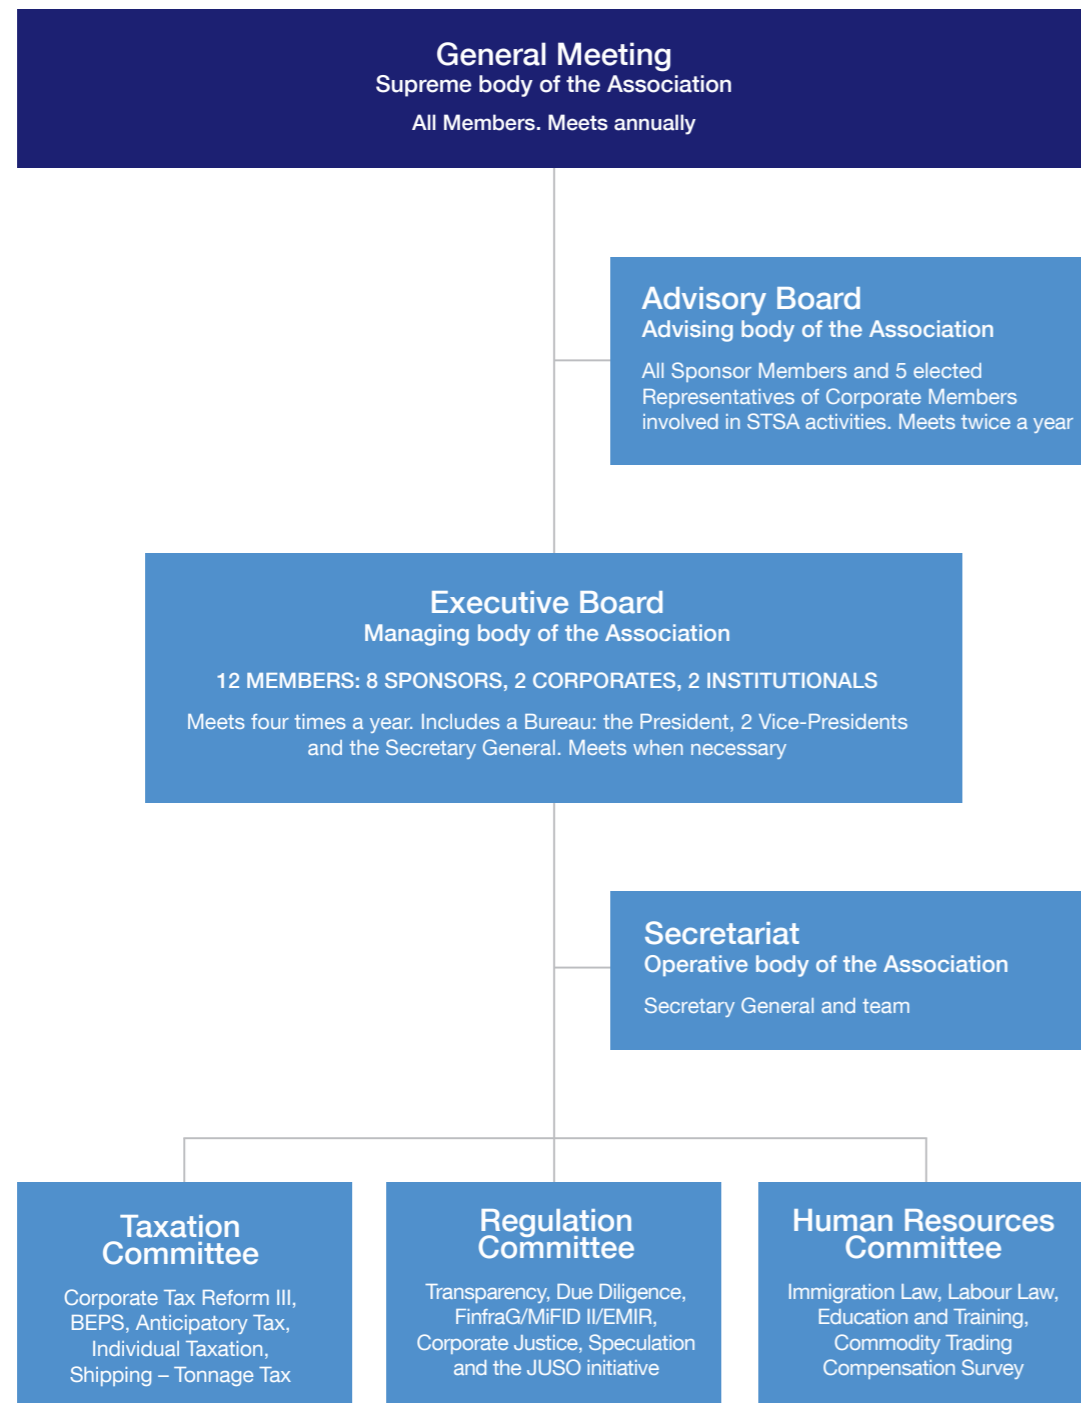 General Meeting
Supreme body of the Association
All Members. Meets annually
Advisory Board
Advising body of the Association
All Sponsor Members and 5 elected
Representatives of Corporate Members
involved in STSA activities. Meets twice a year
Executive Board
Managing body of the Association
12 MEMBERS: 8 SPONSORS, 2 CORPORATES, 2 INSTITUTIONALS
Meets four times a year. Includes a Bureau: the President, 2 Vice-Presidents
and the Secretary General. Meets when necessary
Secretariat
Operative body of the Association
Secretary General and team
Taxation
Committee
Corporate Tax Reform III,
BEPS, Anticipatory Tax,
Individual Taxation,
Shipping – Tonnage Tax
Regulation
Committee
Transparency, Due Diligence,
FinfraG/MiFID II/EMIR,
Corporate Justice, Speculation
and the JUSO initiative
Human Resources
Committee
Immigration Law, Labour Law,
Education and Training,
Commodity Trading
Compensation Survey